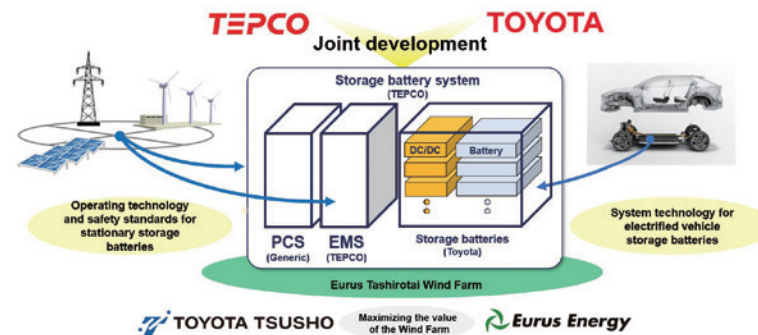 TEPCO
TOYOTA
Joint development
Storage battery system
(TEPCO)
DC/DC
Battery
PCS
(Generic)
EMS
(TEPCO)
Storage batteries
(Toyota)
Operating technology
and safety standards for
stationary storage
batteries
System technology for
electrified vehicle
storage batteries
Eurus Tashirotai Wind Farm
TOYOTA TSUSHO
Maximizing the value
of the Wind Farm
Eurus Energy